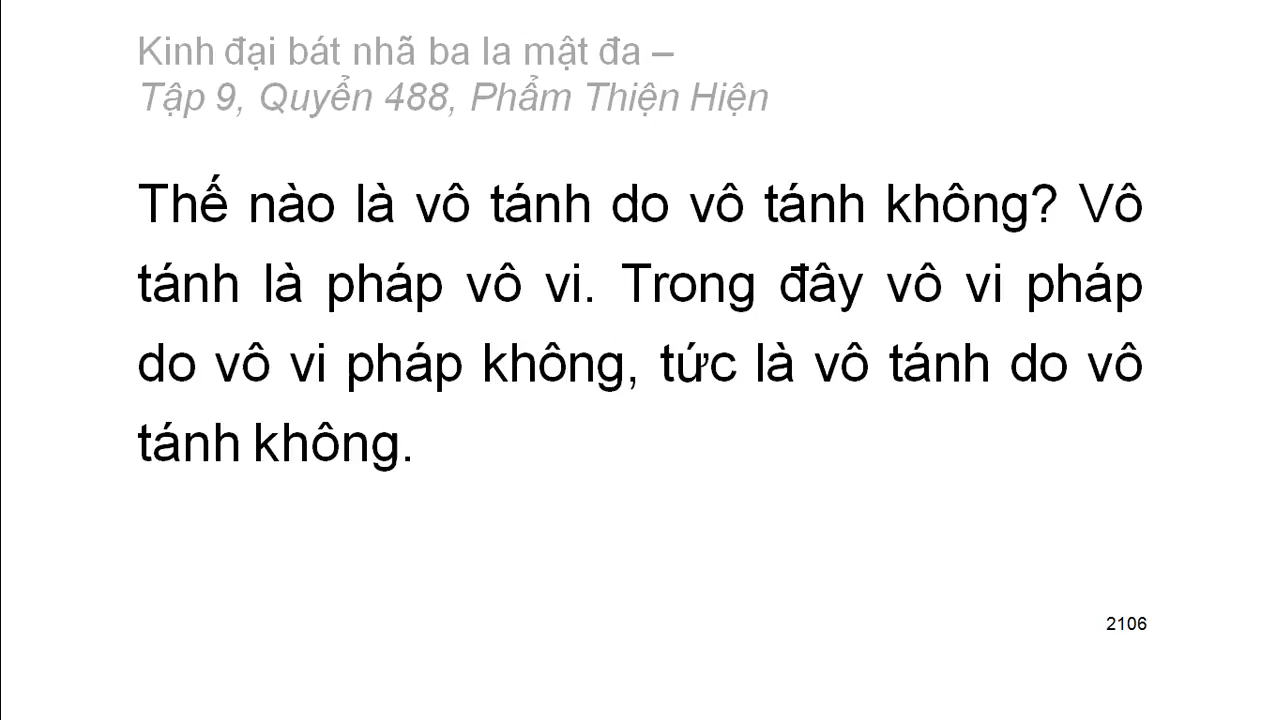 Kinh đại bát nhã ba la mật đa –
Tập 9, Quyển 488, Phẩm Thiện Hiện
Thế nào là vô tánh do vô tánh không? Vô
tánh là pháp vô vi. Trong đây vô vi pháp
do vô vi pháp không, tức là vô tánh do vô
tánh không.
2106